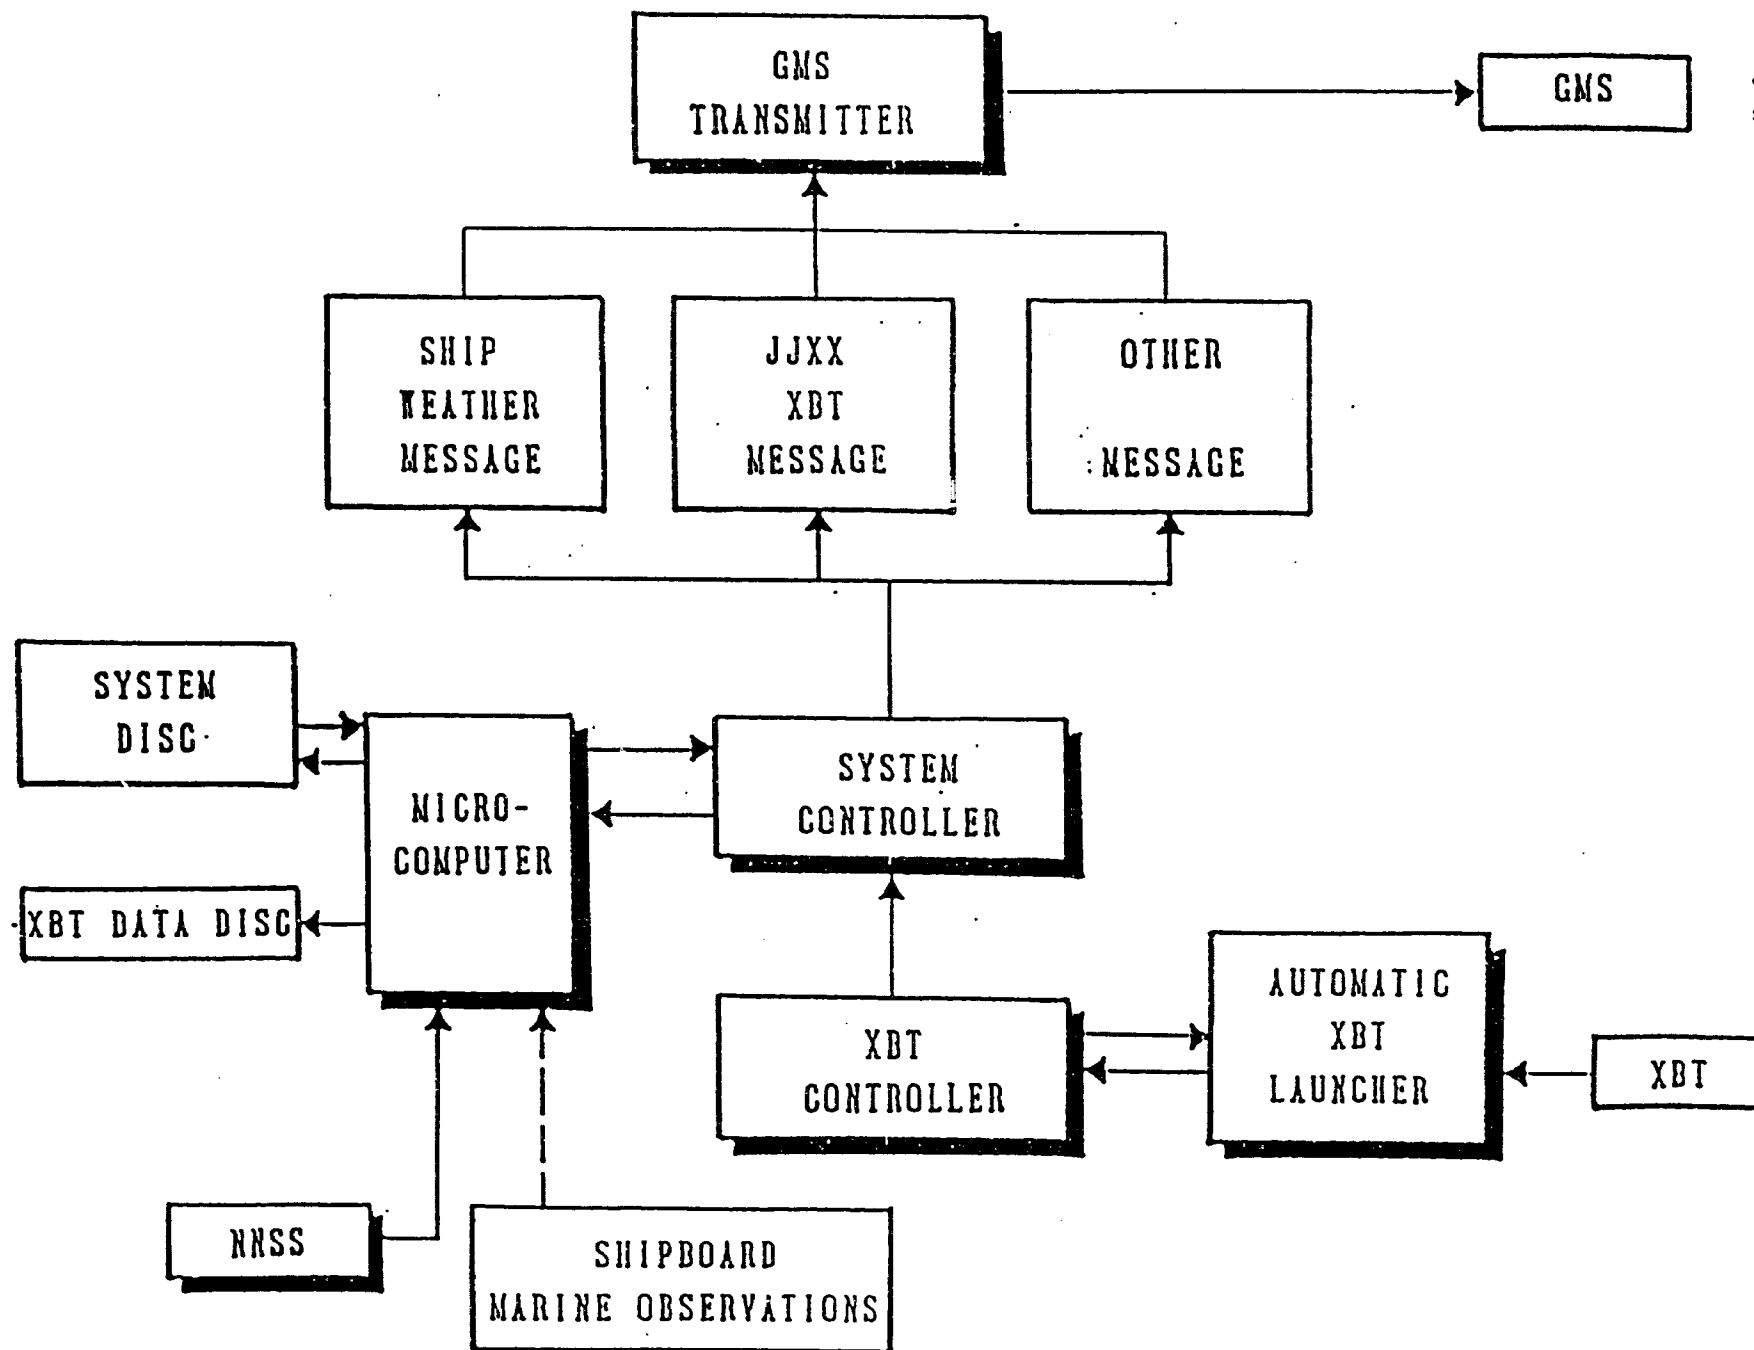 GMS
TRANSMITTER
GMS
SHIP
WEATHER
MESSAGE
JJXX
XBT
MESSAGE
OTHER
MESSAGE
SYSTEM
DISC
MICRO-
COMPUTER
SYSTEM
CONTROLLER
XBT DATA DISC
XBT
CONTROLLER
AUTOMATIC
XBT
LAUNCHER
XBT
NNSS
SHIPBOARD
MARINE OBSERVATIONS